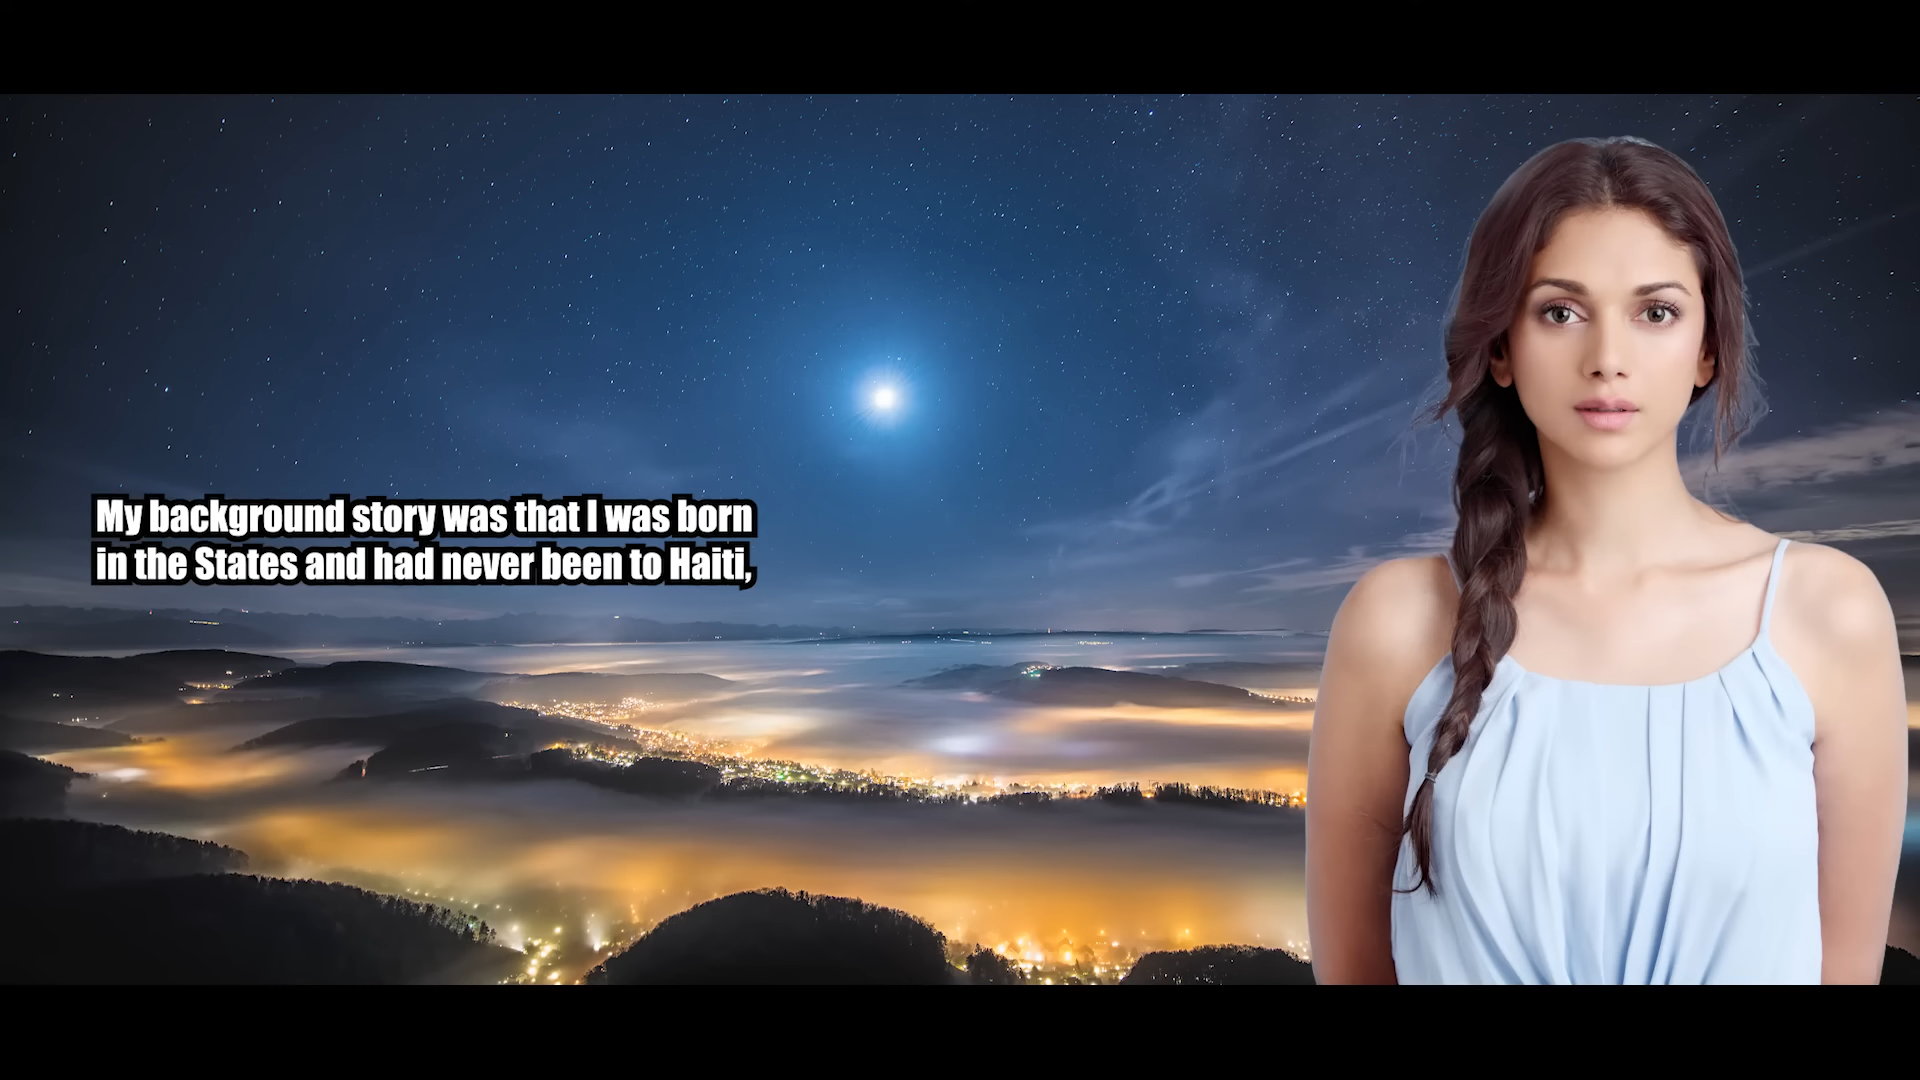 My background story was that I was born
in the States and had never been to Haiti,